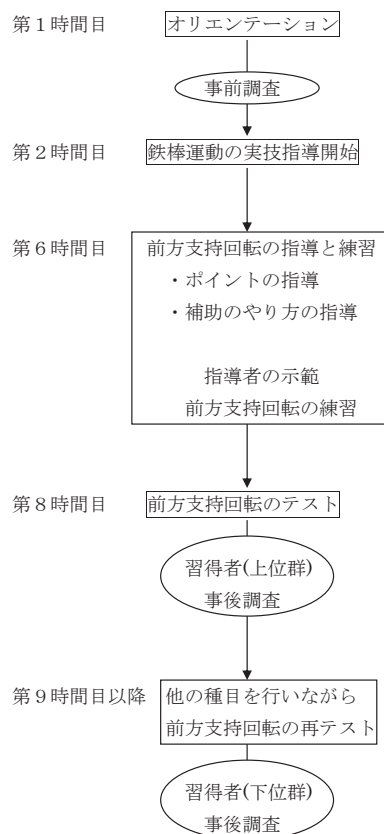 第１時間目
オリエンテーション
事前調査
第２時間目
鉄棒運動の実技指導開始
第６時間目
前方支持回転の指導と練習
・ポイントの指導
・補助のやり方の指導
指導者の示範
前方支持回転の練習
第８時間目
前方支持回転のテスト
習得者(上位群)
事後調査
第９時間目以降
他の種目を行いながら
前方支持回転の再テスト
習得者(下位群)
事後調査